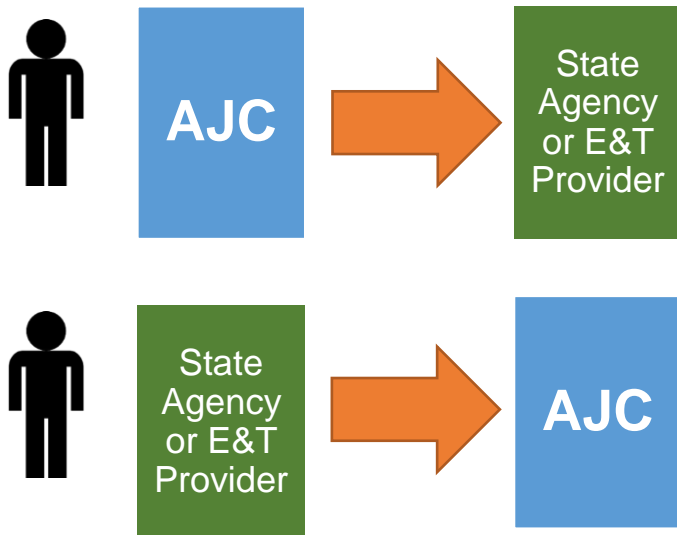 AJC
State
Agency
or E&T
Provider
State
Agency
or E&T
Provider
AJC